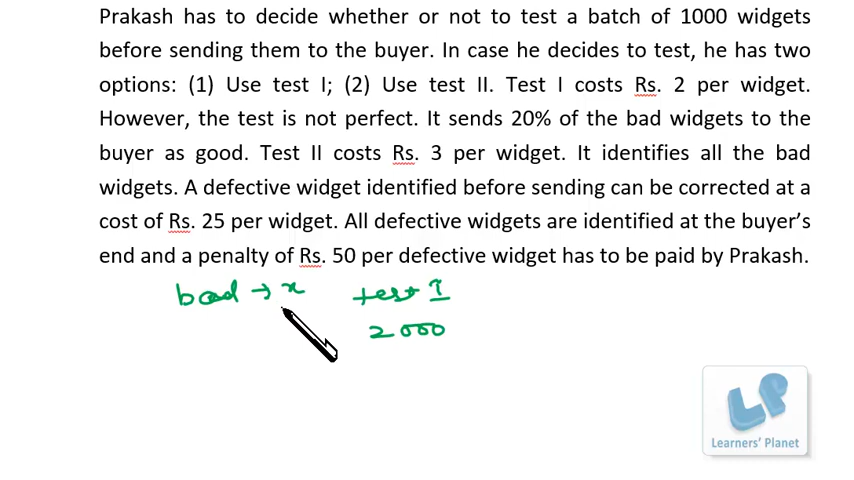 Prakash has to decide whether or not to test a batch of 1000 widgets
before sending them to the buyer. In case he decides to test, he has two
options: (1) Use test I; (2) Use test II. Test I costs Rs. 2 per widget.
However, the test is not perfect. It sends 20% of the bad widgets to the
buyer as good. Test II costs Rs. 3 per widget. It identifies all the bad
widgets. A defective widget identified before sending can be corrected at a
cost of Rs. 25 per widget. All defective widgets are identified at the buyer's
end and a penalty of Rs. 50 per defective widget has to be paid by Prakash.
bad → x test I
2000
LP
Learners' Planet